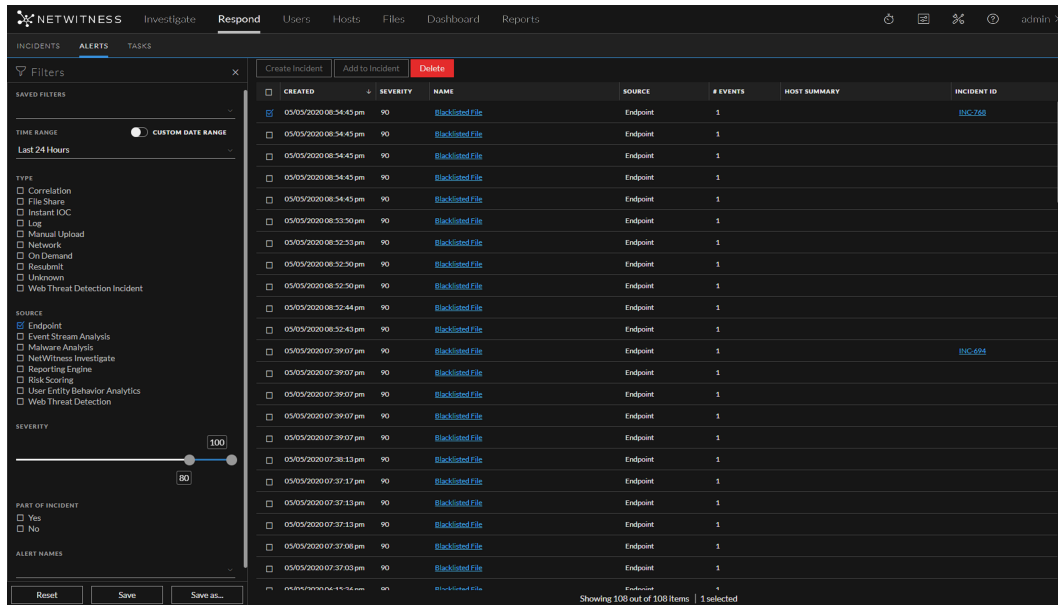 NETWITNESS Investigate Respond Users Hosts Files Dashboard Reports admin
INCIDENTS ALERTS TASKS
Filters
SAVED FILTERS
TIME RANGE CUSTOM DATE RANGE
Last 24 Hours
TYPE
Correlation
File Share
Instant IOC
Log
Manual Upload
Network
On Demand
Resubmit
Unknown
Web Threat Detection Incident
SOURCE
Endpoint
Event Stream Analysis
Malware Analysis
NetWitness Investigate
Reporting Engine
Risk Scoring
User Entity Behavior Analytics
Web Threat Detection
SEVERITY
100
80
PART OF INCIDENT
Yes
No
ALERT NAMES
Reset Save Save as...
Create Incident Add to Incident Delete
CREATED SEVERITY NAME SOURCE # EVENTS HOST SUMMARY INCIDENT ID
05/05/2020 08:54:45 pm 90 Blacklisted File Endpoint 1 INC-768
05/05/2020 08:54:45 pm 90 Blacklisted File Endpoint 1
05/05/2020 08:54:45 pm 90 Blacklisted File Endpoint 1
05/05/2020 08:54:45 pm 90 Blacklisted File Endpoint 1
05/05/2020 08:54:45 pm 90 Blacklisted File Endpoint 1
05/05/2020 08:53:50 pm 90 Blacklisted File Endpoint 1
05/05/2020 08:52:53 pm 90 Blacklisted File Endpoint 1
05/05/2020 08:52:50 pm 90 Blacklisted File Endpoint 1
05/05/2020 08:52:50 pm 90 Blacklisted File Endpoint 1
05/05/2020 08:52:44 pm 90 Blacklisted File Endpoint 1
05/05/2020 08:52:43 pm 90 Blacklisted File Endpoint 1
05/05/2020 07:39:07 pm 90 Blacklisted File Endpoint 1 INC-694
05/05/2020 07:39:07 pm 90 Blacklisted File Endpoint 1
05/05/2020 07:39:07 pm 90 Blacklisted File Endpoint 1
05/05/2020 07:39:07 pm 90 Blacklisted File Endpoint 1
05/05/2020 07:39:07 pm 90 Blacklisted File Endpoint 1
05/05/2020 07:38:13 pm 90 Blacklisted File Endpoint 1
05/05/2020 07:37:17 pm 90 Blacklisted File Endpoint 1
05/05/2020 07:37:13 pm 90 Blacklisted File Endpoint 1
05/05/2020 07:37:13 pm 90 Blacklisted File Endpoint 1
05/05/2020 07:37:08 pm 90 Blacklisted File Endpoint 1
05/05/2020 07:37:03 pm 90 Blacklisted File Endpoint 1
90 Blacklisted File Endpoint 1
Showing 108 out of 108 items | 1 selected